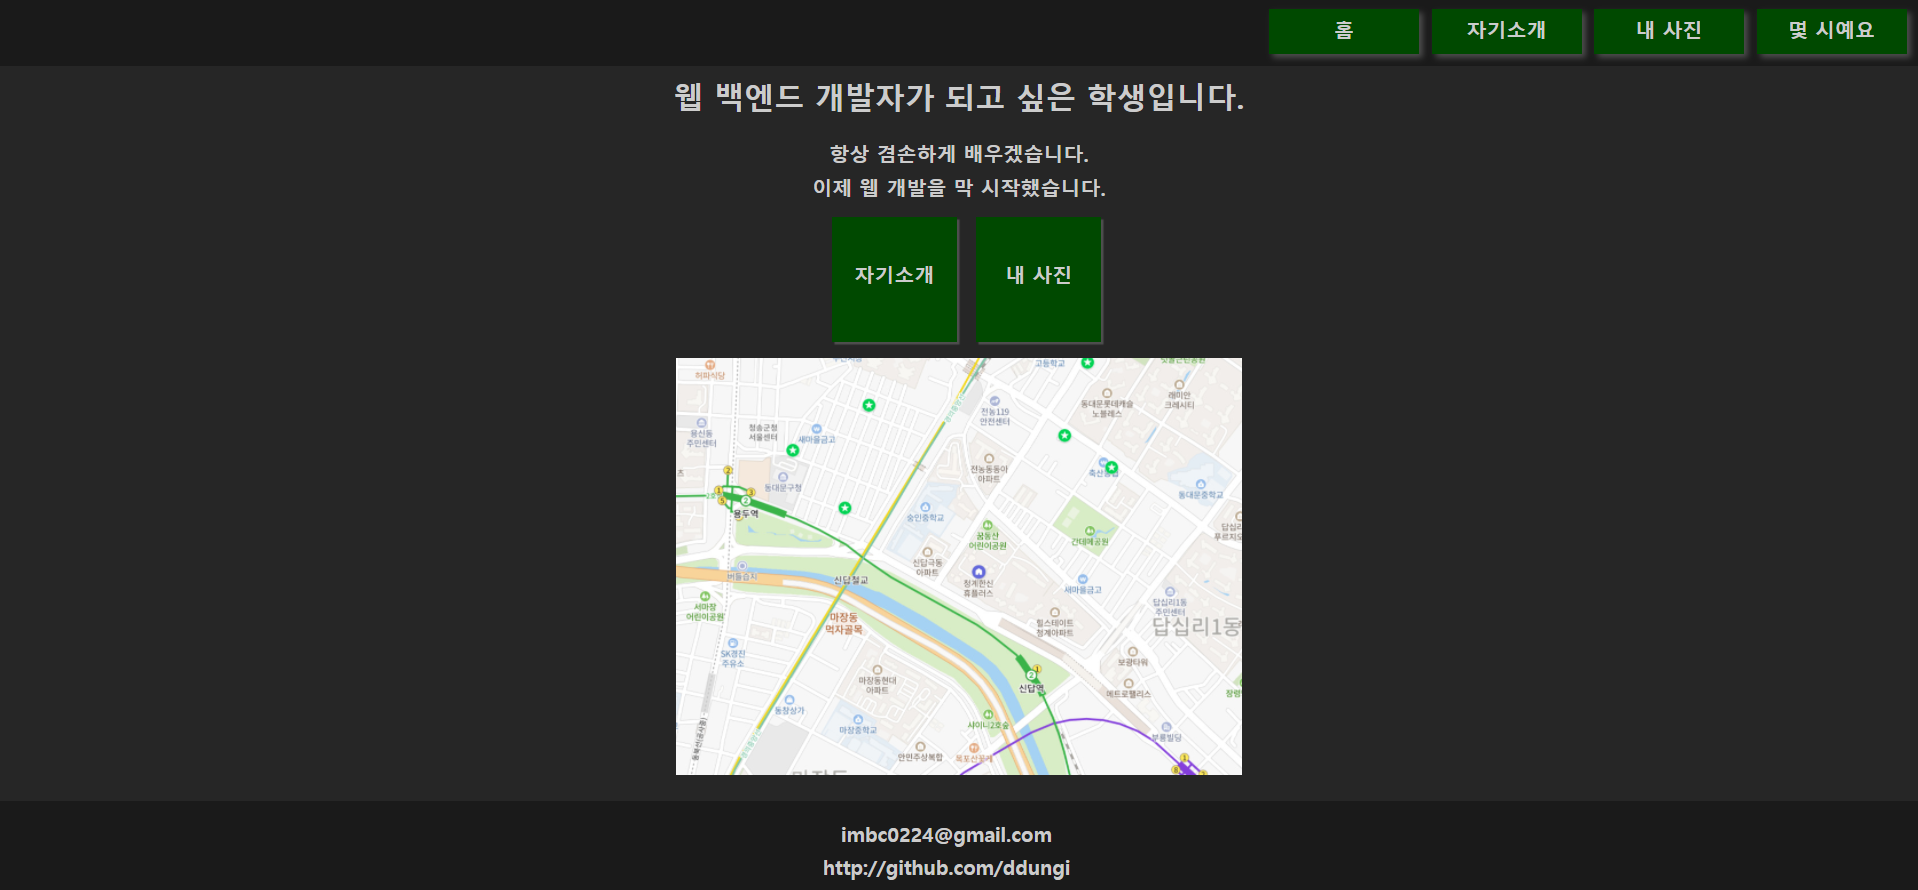 홈
자기소개
내 사진
몇 시예요
웹 백엔드 개발자가 되고 싶은 학생입니다.
항상 겸손하게 배우겠습니다.
이제 웹 개발을 막 시작했습니다.
자기소개
내 사진
고등학교
허파식당
래미안
크레시티
동대문롯데캐슬
노블레스
전농119
안전센터
용신동
주민센터
청송군청
서울센터
새마을금고
전농동동아
아파트
동대문구청
동대문중학교
용두역
숭인중학교
꿈동산
어린이공원
간데메공원
답십리
신답극동
아파트
버들습지
신답철교
청계한신
휴플러스
새마을금고
서마장
어린이공원
답십리1동
주민센터
마장동
먹자골목
힐스테이트
청계아파트
답십리1동
SK경진
주유소
보광타워
마장동현대
아파트
신답역
메트로팰리스
동창상가
마장중학교
샤이니2호숲
부흥빌딩
안민주상복합
imbc0224@gmail.com
http://github.com/ddungi